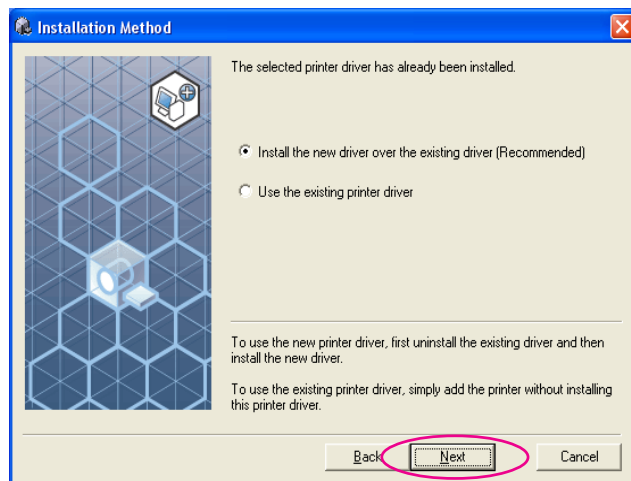 Installation Method
The selected printer driver has already been installed.
Install the new driver over the existing driver (Recommended)
Use the existing printer driver
To use the new printer driver, first uninstall the existing driver and then
install the new driver.
To use the existing printer driver, simply add the printer without installing
this printer driver.
Back Next Cancel